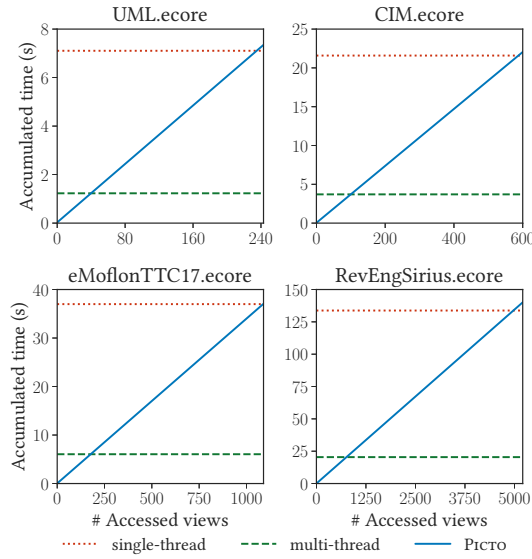 UML.ecore CIM.ecore
Accumulated time (s)
8
6
4
2
0
0 80 160 240
25
20
15
10
5
0
0 200 400 600
eMoflonTTC17.ecore RevEngSirius.ecore
Accumulated time (s)
40
30
20
10
0
0 250 500 750 1000
# Accessed views
150
125
100
75
50
25
0
0 1250 2500 3750 5000
# Accessed views
single-thread multi-thread PICTO